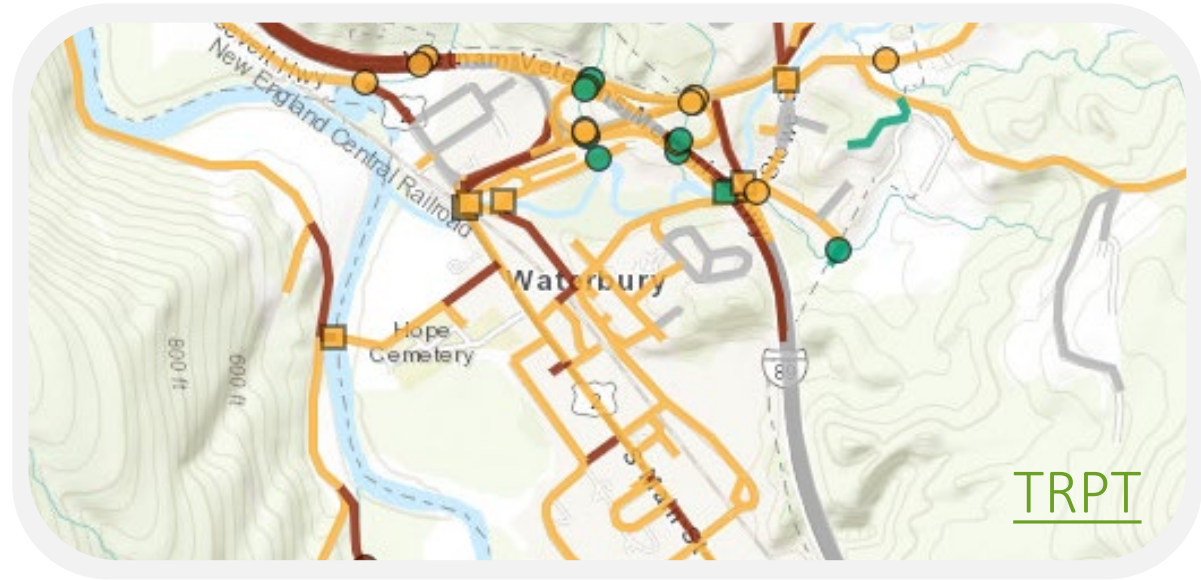 New England Central Railroad
Waterbury
Hope
Cemetery
800 ft
600 ft
89
2
TRPT